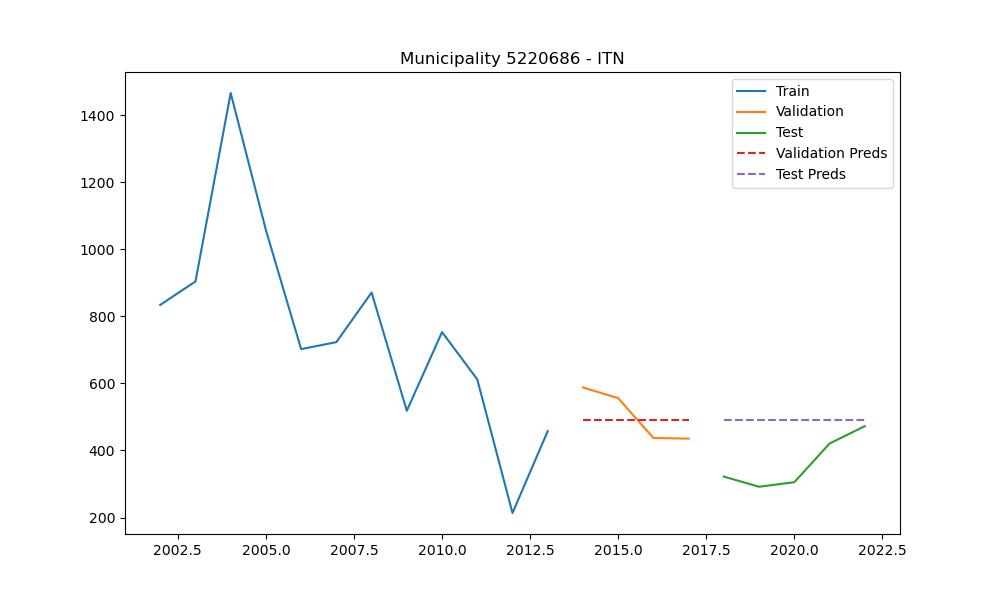 Municipality 5220686 - ITN
Train
Validation
Test
Validation Preds
Test Preds
1400
1200
1000
800
600
400
200
2002.5 2005.0 2007.5 2010.0 2012.5 2015.0 2017.5 2020.0 2022.5